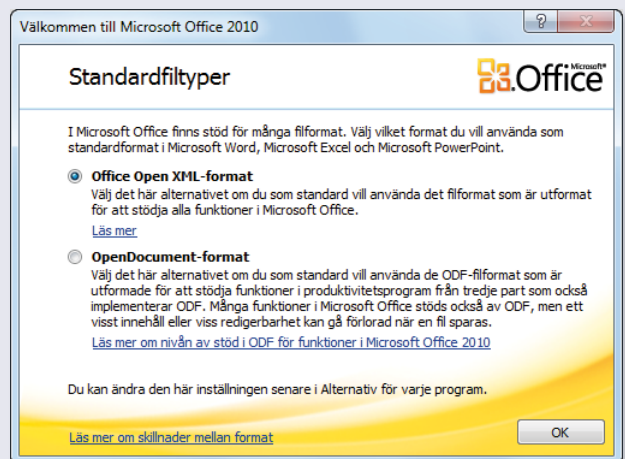 Välkommen till Microsoft Office 2010
Standardfiltyper
Microsoft®
Office
I Microsoft Office finns stöd för många filformat. Välj vilket format du vill använda som
standardformat i Microsoft Word, Microsoft Excel och Microsoft PowerPoint.
Office Open XML-format
Välj det här alternativet om du som standard vill använda det filformat som är utformat
för att stödja alla funktioner i Microsoft Office.
Läs mer
OpenDocument-format
Välj det här alternativet om du som standard vill använda de ODF-filformat som är
utformade för att stödja funktioner i produktivitetsprogram från tredje part som också
implementerar ODF. Många funktioner i Microsoft Office stöds också av ODF, men ett
visst innehåll eller viss redigerbarhet kan gå förlorad när en fil sparas.
Läs mer om nivån av stöd i ODF för funktioner i Microsoft Office 2010
Du kan ändra den här inställningen senare i Alternativ för varje program.
Läs mer om skillnader mellan format
OK